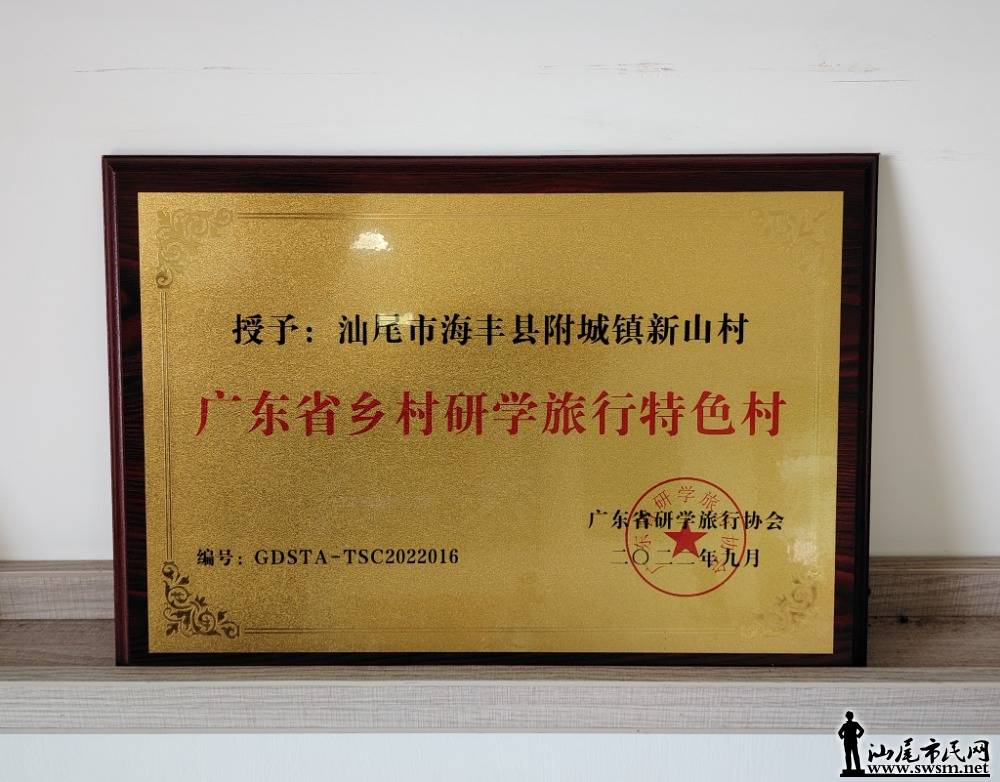 授予：汕尾市海丰县附城镇新山村
广东省乡村研学旅行特色村
广东省研学旅行协会
编号：GDSTA-TSC2022016
二〇二二年九月
汕尾市民网
www.swsm.net